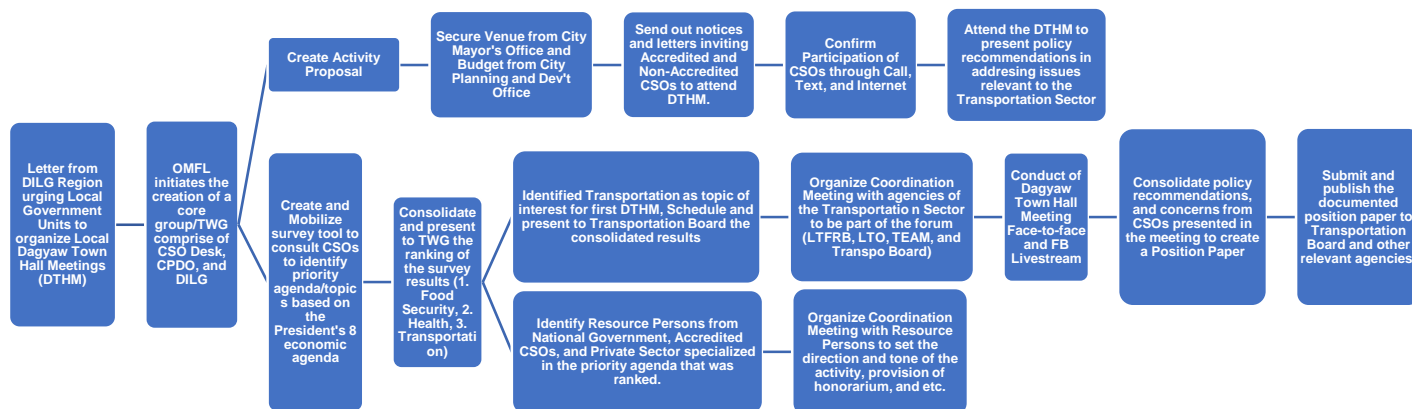 Create Activity
Proposal
Secure Venue from City
Mayor's Office and
Budget from City
Planning and Dev't
Office
Send out notices
and letters inviting
Accredited and
Non-Accredited
CSOs to attend
DTHM.
Confirm
Participation of
CSOs through Call,
Text, and Internet
Attend the DTHM to
present policy
recommendations in
addresing issues
relevant to the
Transportation Sector
Letter from
DILG Region
urging Local
Government
Units to
organize Local
Dagyaw Town
Hall Meetings
(DTHM)
OMFL
initiates the
creation of a
core
group/TWG
comprise of
CSO Desk,
CPDO, and
DILG
Create and
Mobilize
survey tool to
consult CSOs
to identify
priority
agenda/topic
s based on
the
President's 8
economic
agenda
Consolidate
and present
to TWG the
ranking of
the survey
results (1.
Food
Security, 2.
Health, 3.
Transportati
on)
Identified Transportation as topic of
interest for first DTHM, Schedule and
present to Transportation Board the
consolidated results
Organize Coordination
Meeting with agencies of
the Transportatio n Sector
to be part of the forum
(LTFRB, LTO, TEAM, and
Transpo Board)
Conduct of
Dagyaw
Town Hall
Meeting
Face-to-face
and FB
Livestream
Consolidate policy
recommendations,
and concerns from
CSOs presented in
the meeting to create
a Position Paper
Submit and
publish the
documented
position paper to
Transportation
Board and other
relevant agencies.
Identify Resource Persons from
National Government, Accredited
CSOs, and Private Sector specialized
in the priority agenda that was
ranked.
Organize Coordination
Meeting with Resource
Persons to set the
direction and tone of the
activity, provision of
honorarium, and etc.